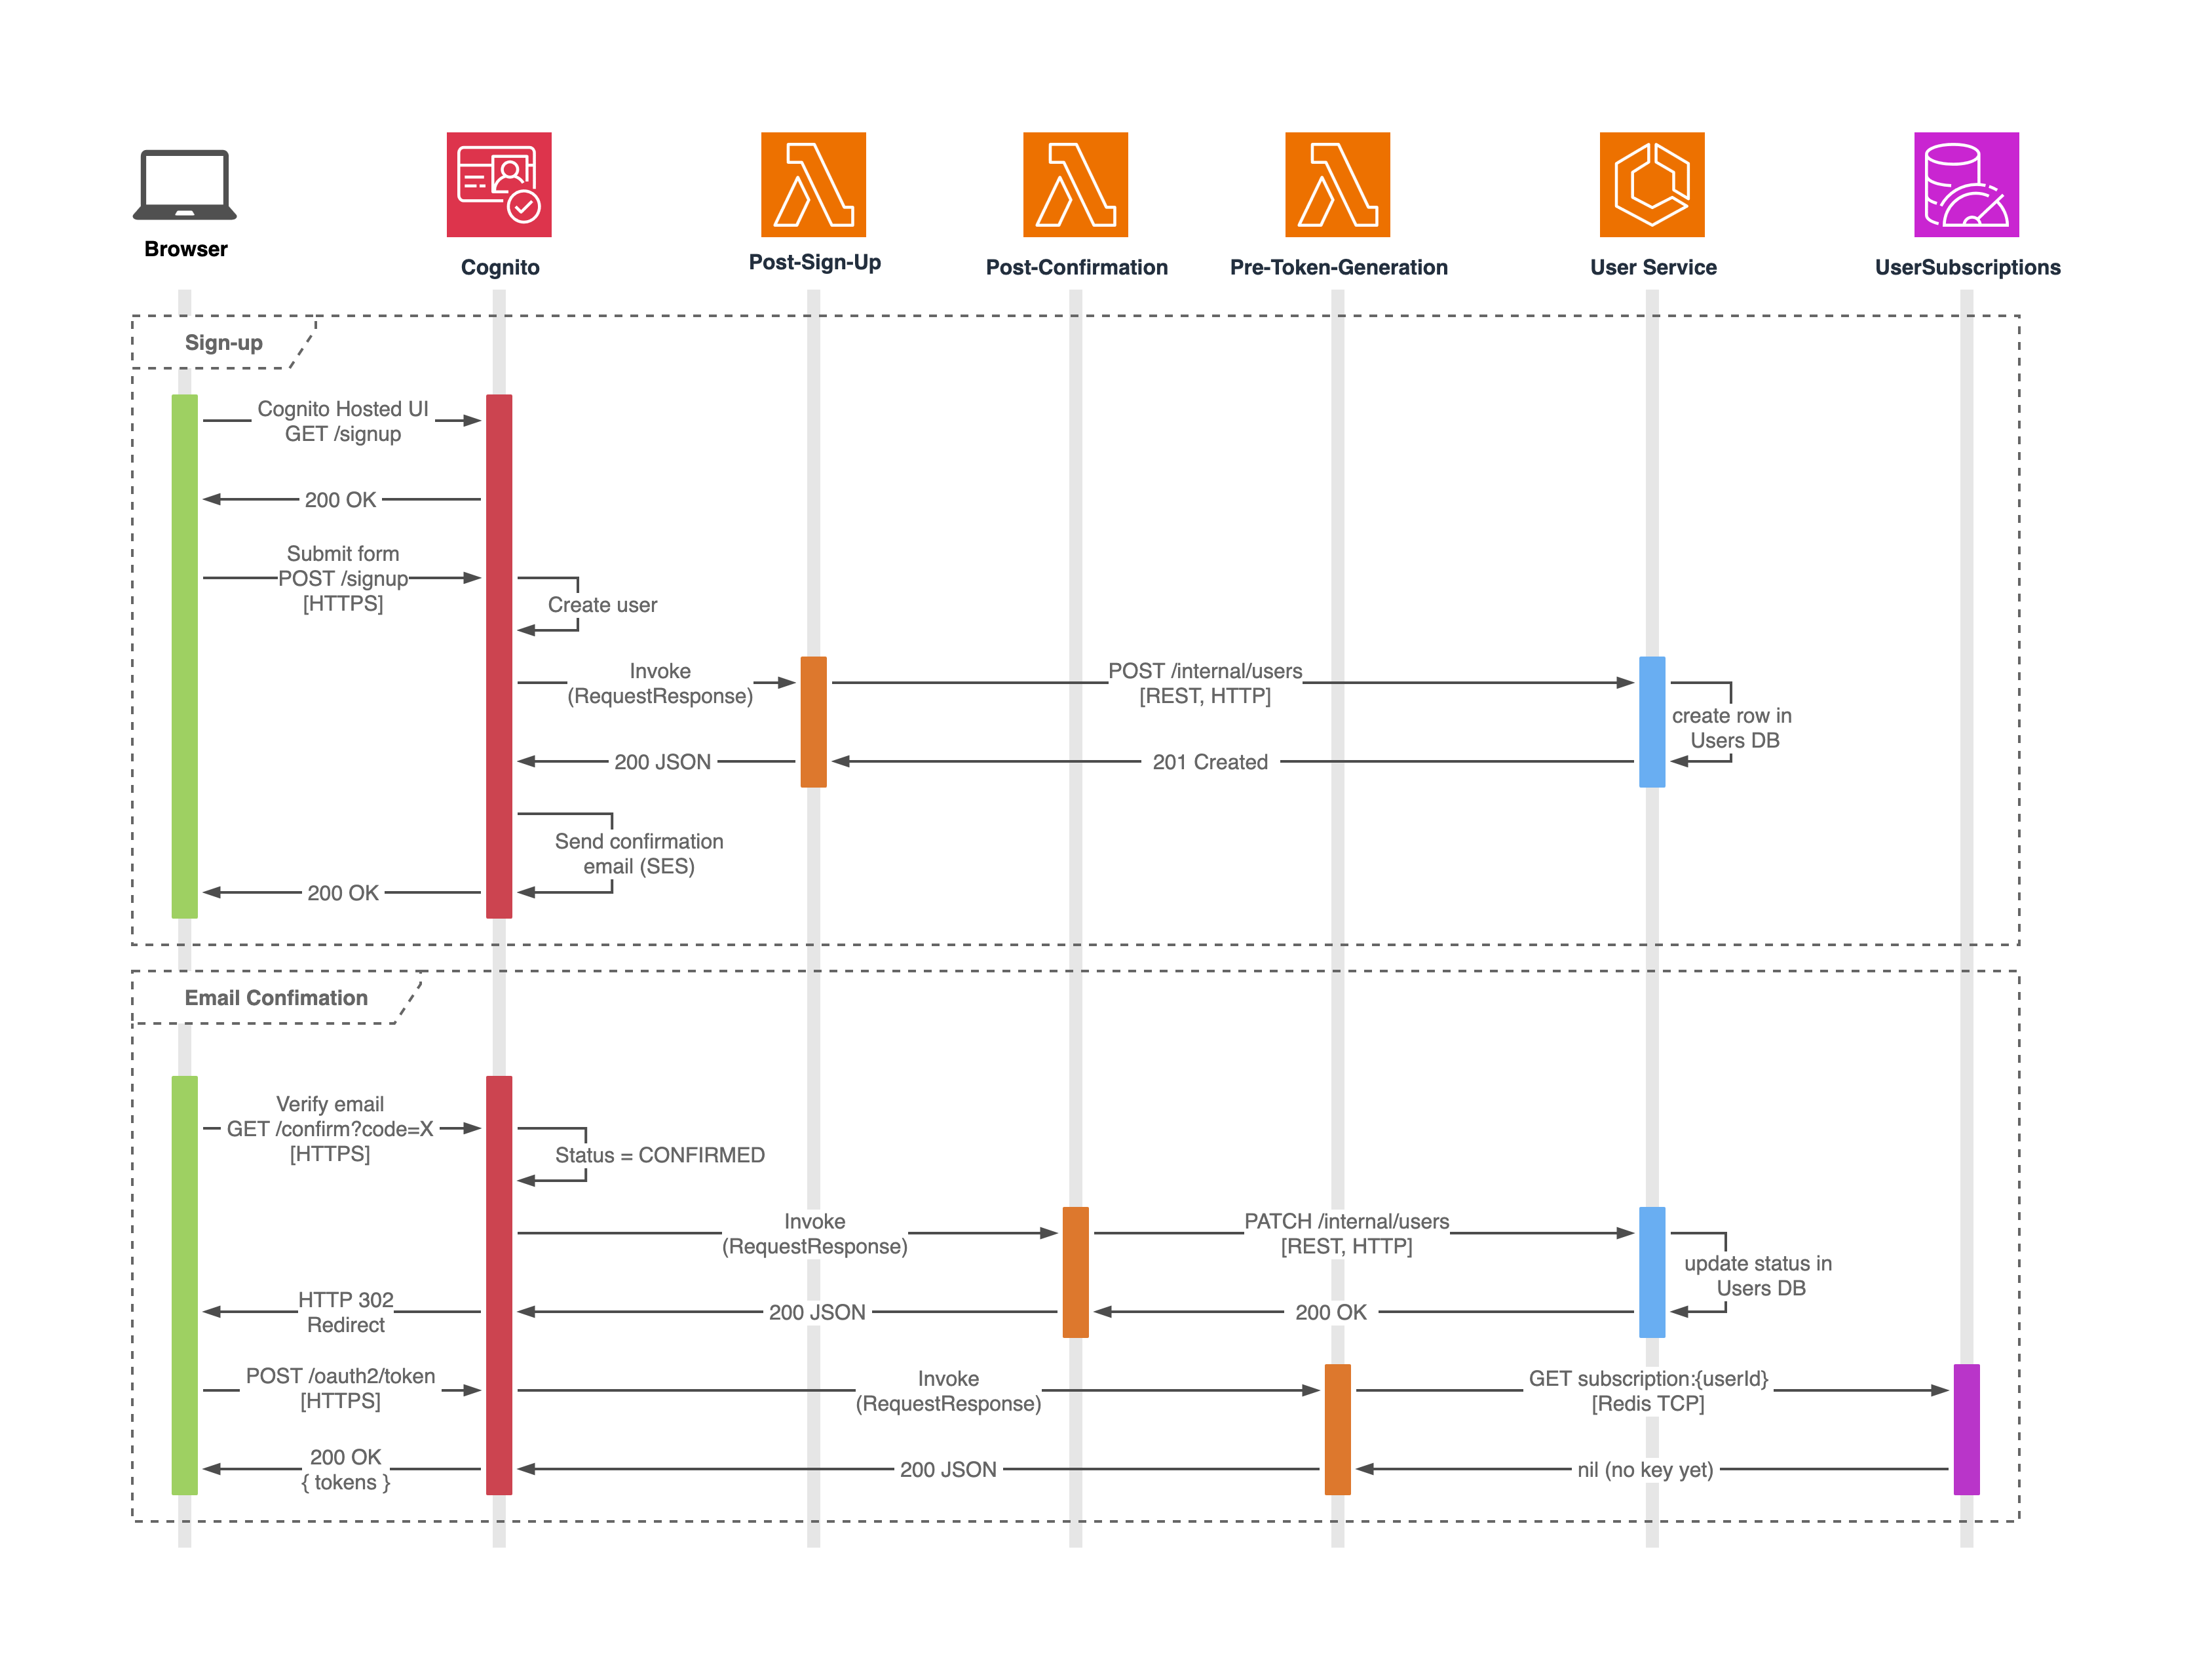 Browser
Cognito
Post-Sign-Up
Post-Confirmation
Pre-Token-Generation
User Service
UserSubscriptions
Sign-up
Cognito Hosted UI
GET /signup
200 OK
Submit form
POST /signup
[HTTPS]
Create user
Invoke
(RequestResponse)
POST /internal/users
[REST, HTTP]
create row in
Users DB
200 JSON
201 Created
Send confirmation
email (SES)
200 OK
Email Confimation
Verify email
GET /confirm?code=X
[HTTPS]
Status = CONFIRMED
Invoke
(RequestResponse)
PATCH /internal/users
[REST, HTTP]
update status in
Users DB
HTTP 302
Redirect
200 JSON
200 OK
POST /oauth2/token
[HTTPS]
Invoke
(RequestResponse)
GET subscription:{userId}
[Redis TCP]
200 OK
{ tokens }
200 JSON
nil (no key yet)